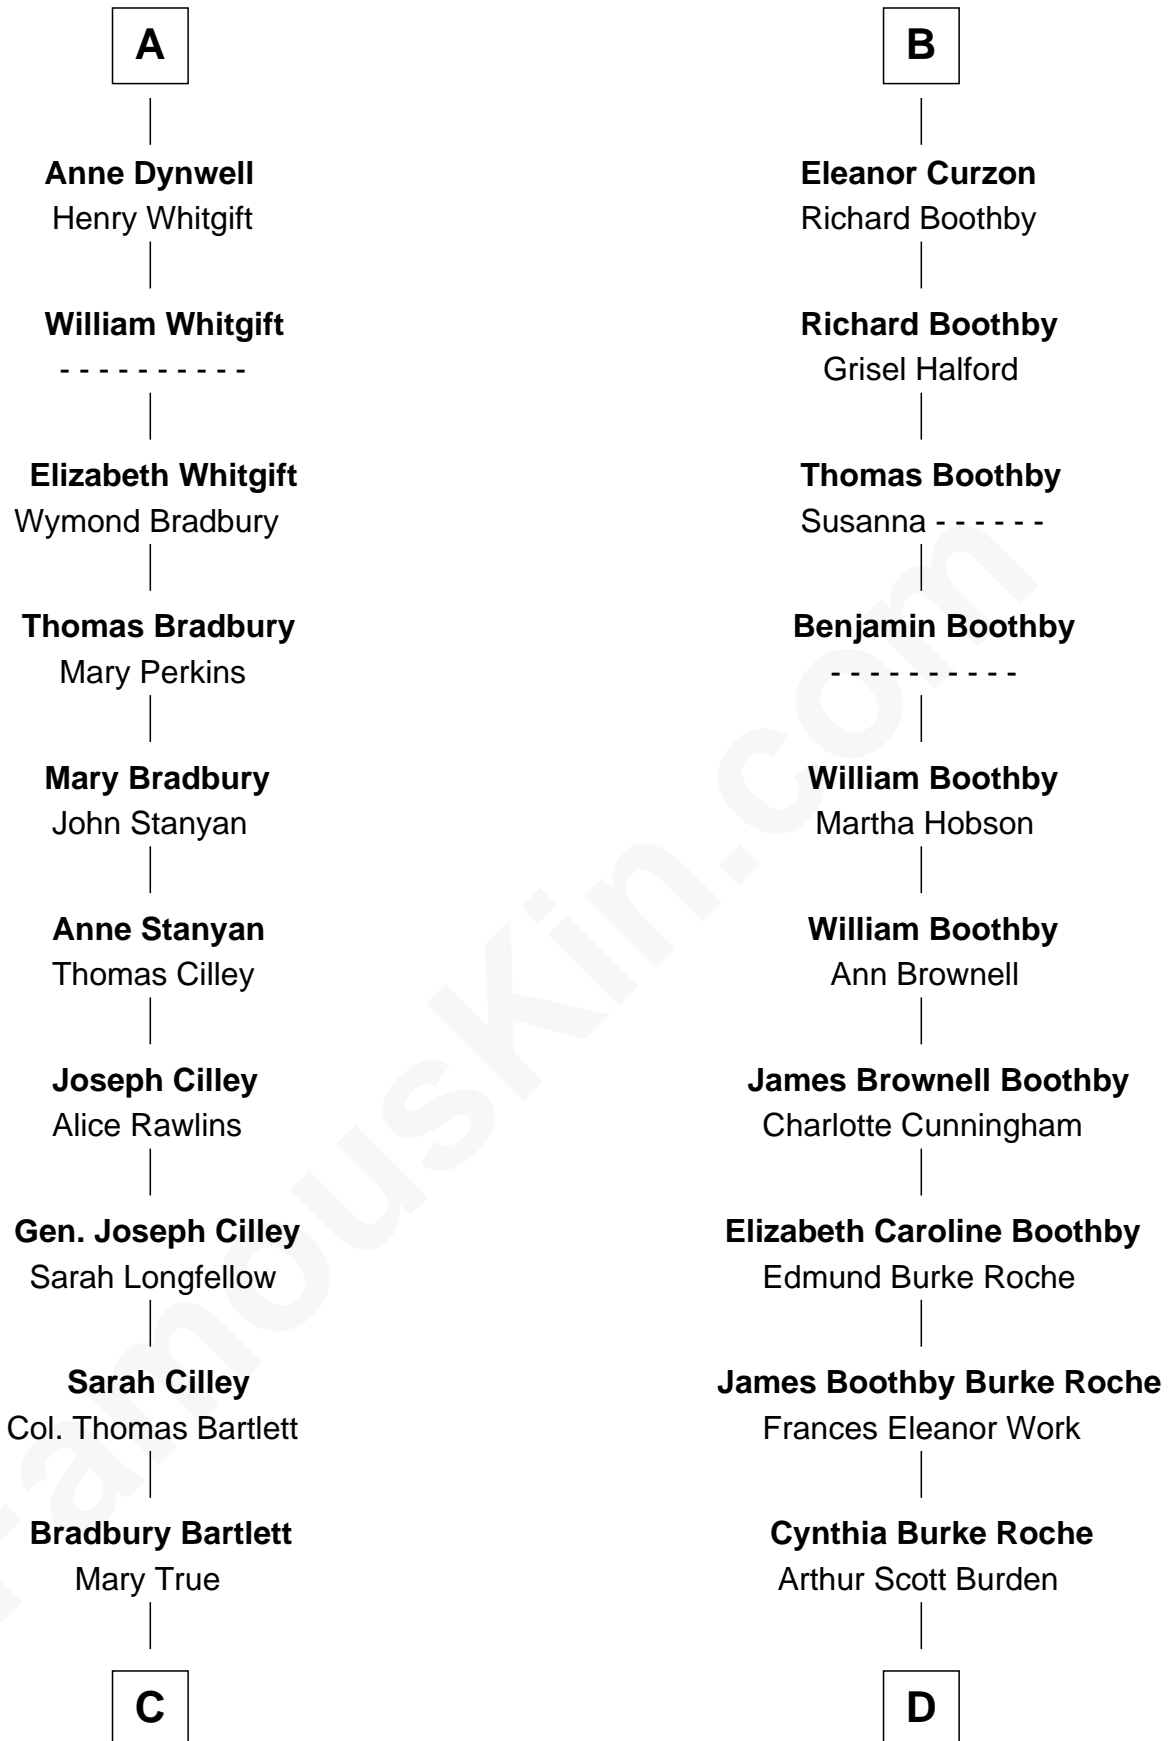 A
Anne Dynwell
Henry Whitgift
William Whitgift
- - - - - - - - - -
Elizabeth Whitgift
Wymond Bradbury
Thomas Bradbury
Mary Perkins
Mary Bradbury
John Stanyan
Anne Stanyan
Thomas Cilley
Joseph Cilley
Alice Rawlins
Gen. Joseph Cilley
Sarah Longfellow
Sarah Cilley
Col. Thomas Bartlett
Bradbury Bartlett
Mary True
C
B
Eleanor Curzon
Richard Boothby
Richard Boothby
Grisel Halford
Thomas Boothby
Susanna - - - - - -
Benjamin Boothby
- - - - - - - - - -
William Boothby
Martha Hobson
William Boothby
Ann Brownell
James Brownell Boothby
Charlotte Cunningham
Elizabeth Caroline Boothby
Edmund Burke Roche
James Boothby Burke Roche
Frances Eleanor Work
Cynthia Burke Roche
Arthur Scott Burden
D
FamousKin.com